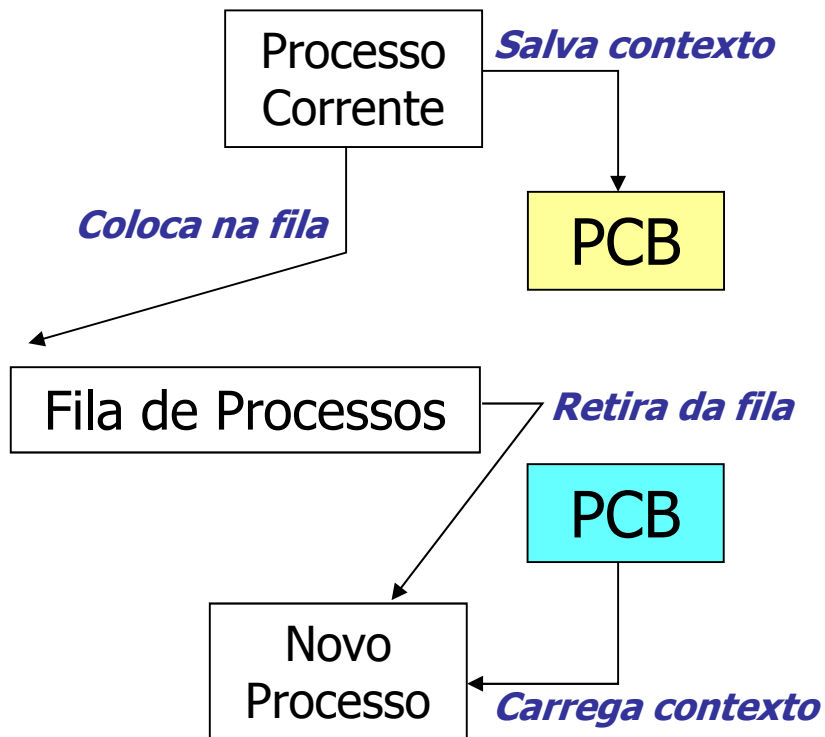 Processo
Corrente
Salva contexto
PCB
Coloca na fila
Fila de Processos
Retira da fila
PCB
Novo
Processo
Carrega contexto